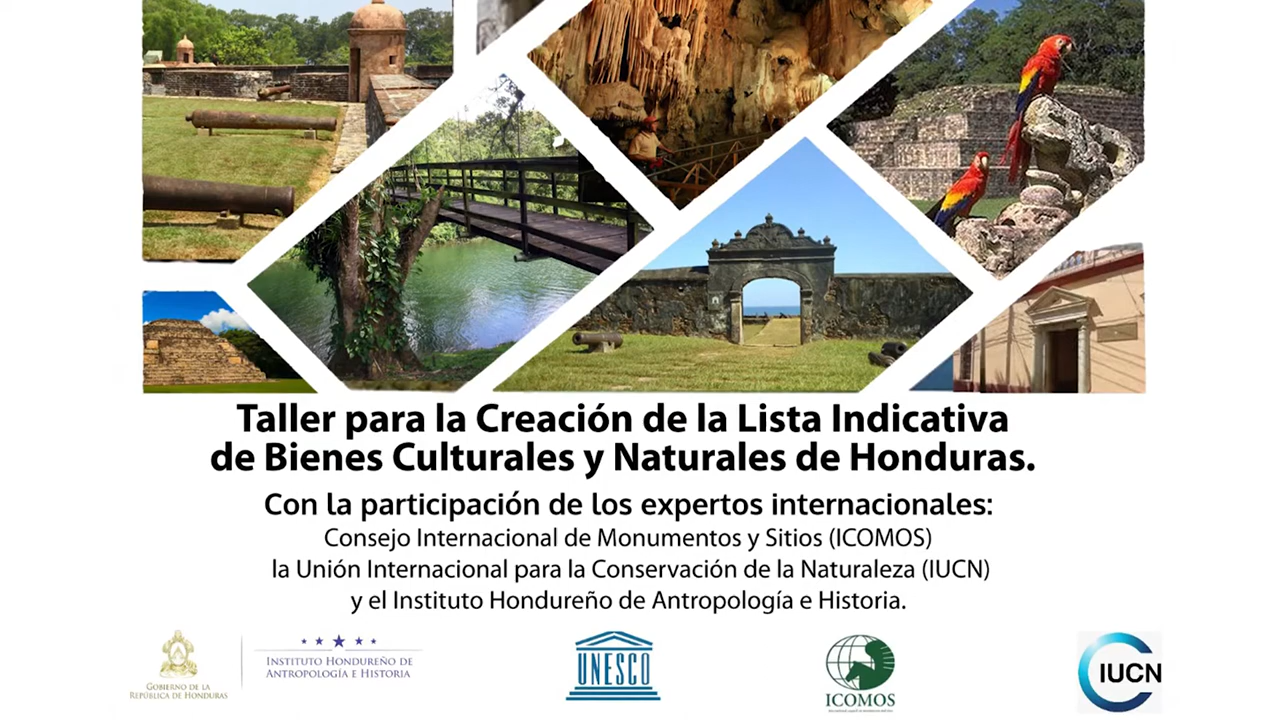 Taller para la Creación de la Lista Indicativa
de Bienes Culturales y Naturales de Honduras.
Con la participación de los expertos internacionales:
Consejo Internacional de Monumentos y Sitios (ICOMOS)
la Unión Internacional para la Conservación de la Naturaleza (IUCN)
y el Instituto Hondureño de Antropología e Historia.
GOBIERNO DE LA
REPÚBLICA DE HONDURAS
INSTITUTO HONDUREÑO DE
ANTROPOLOGÍA E HISTORIA
UNESCO
ICOMOS
IUCN